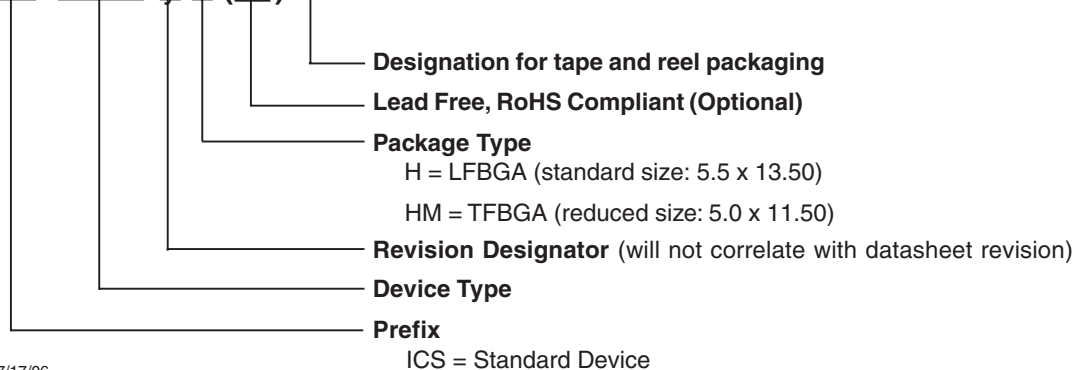 Designation for tape and reel packaging
Lead Free, RoHS Compliant (Optional)
Package Type
H = LFBGA (standard size: 5.5 x 13.50)
HM = TFBGA (reduced size: 5.0 x 11.50)
Revision Designator (will not correlate with datasheet revision)
Device Type
Prefix
ICS = Standard Device